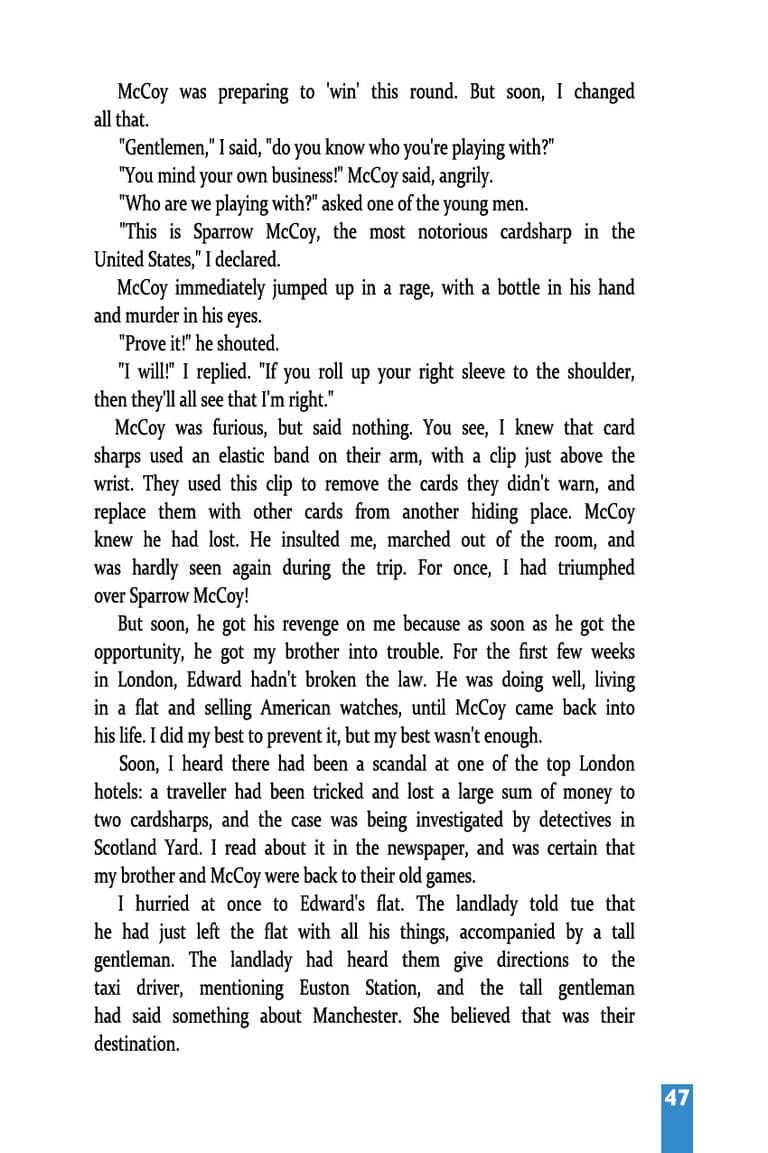 McCoy was preparing to 'win' this round. But soon, I changed
all that.
"Gentlemen," I said, "do you know who you're playing with?"
"You mind your own business!" McCoy said, angrily.
"Who are we playing with?" asked one of the young men.
"This is Sparrow McCoy, the most notorious cardsharp in the
United States," I declared.
McCoy immediately jumped up in a rage, with a bottle in his hand
and murder in his eyes.
"Prove it!" he shouted.
"I will!" I replied. "If you roll up your right sleeve to the shoulder,
then they'll all see that I'm right."
McCoy was furious, but said nothing. You see, I knew that card
sharps used an elastic band on their arm, with a clip just above the
wrist. They used this clip to remove the cards they didn't warn, and
replace them with other cards from another hiding place. McCoy
knew he had lost. He insulted me, marched out of the room, and
was hardly seen again during the trip. For once, I had triumphed
over Sparrow McCoy!
But soon, he got his revenge on me because as soon as he got the
opportunity, he got my brother into trouble. For the first few weeks
in London, Edward hadn't broken the law. He was doing well, living
in a flat and selling American watches, until McCoy came back into
his life. I did my best to prevent it, but my best wasn't enough.
Soon, I heard there had been a scandal at one of the top London
hotels: a traveller had been tricked and lost a large sum of money to
two cardsharps, and the case was being investigated by detectives in
Scotland Yard. I read about it in the newspaper, and was certain that
my brother and McCoy were back to their old games.
I hurried at once to Edward's flat. The landlady told tue that
he had just left the flat with all his things, accompanied by a tall
gentleman. The landlady had heard them give directions to the
taxi driver, mentioning Euston Station, and the tall gentleman
had said something about Manchester. She believed that was their
destination.
47